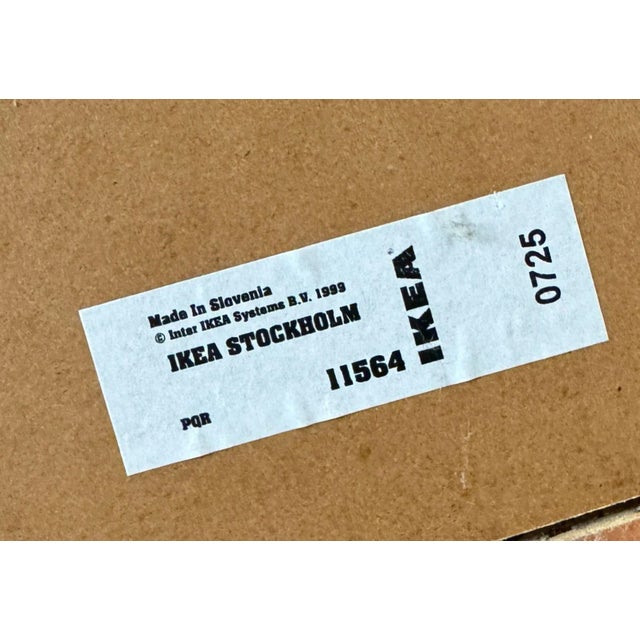 Made In Slovenia
© Inter IKEA Systems B.V. 1999
IKEA STOCKHOLM
11564
PQR
IKEA
0725